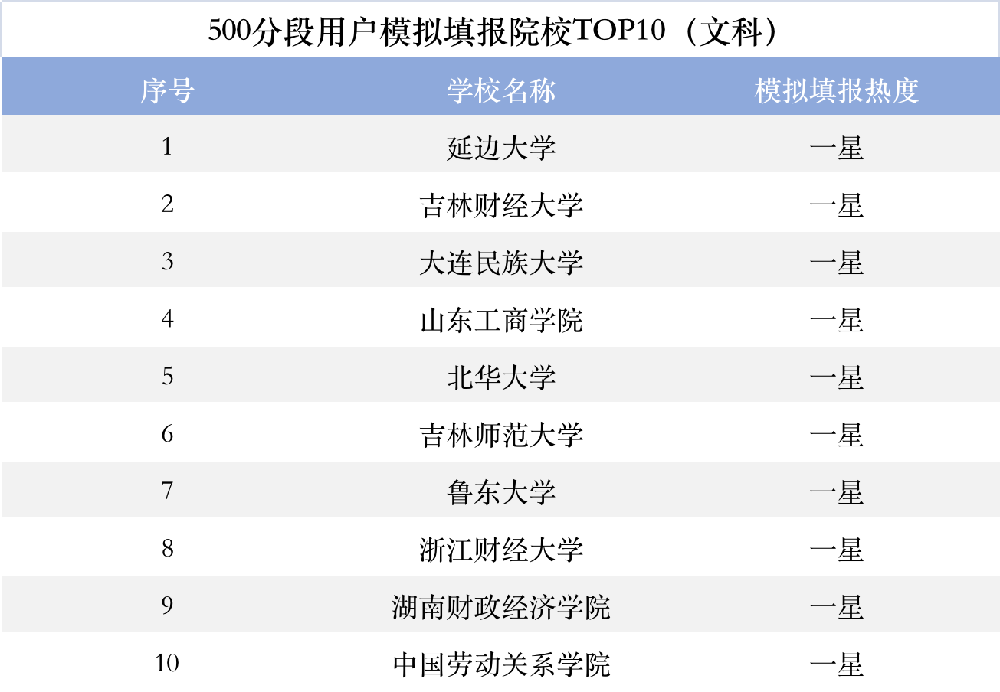 500分段用户模拟填报院校TOP10（文科）
序号 学校名称 模拟填报热度
1 延边大学 一星
2 吉林财经大学 一星
3 大连民族大学 一星
4 山东工商学院 一星
5 北华大学 一星
6 吉林师范大学 一星
7 鲁东大学 一星
8 浙江财经大学 一星
9 湖南财政经济学院 一星
10 中国劳动关系学院 一星